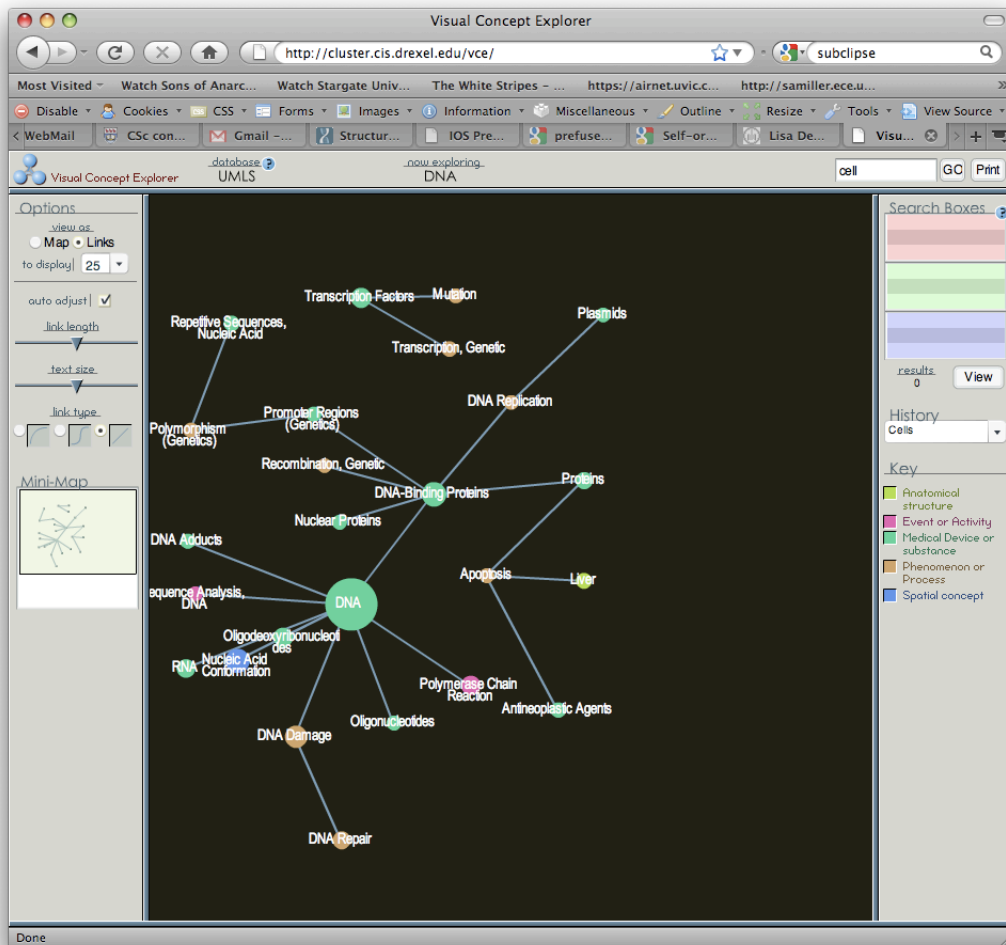 Visual Concept Explorer
http://cluster.cis.drexel.edu/vce/
subclipse
Most Visited
Watch Sons of Anarc...
Watch Stargate Univ...
The White Stripes – ...
https://airnet.uvic.c...
http://samiller.ece.u...
Disable
Cookies
CSS
Forms
Images
Information
Miscellaneous
Outline
Resize
Tools
View Source
WebMail
CSc con...
Gmail –...
Structur...
IOS Pre...
prefuse...
Self-or...
Lisa De...
Visu...
Visual Concept Explorer
database ?
UMLS
now exploring
DNA
cell
GO
Print
Options
view as
Map
Links
to display|
25
auto adjust|
link length
text size
link type
Mini-Map
Transcription Factors
Mutation
Repetitive Sequences,
Nucleic Acid
Plasmids
Transcription, Genetic
DNA Replication
Promoter Regions
(Genetics)
Polymorphism
(Genetics)
Recombination, Genetic
Proteins
DNA-Binding Proteins
Nuclear Proteins
DNA Adducts
Apoptosis
Liver
equence Analysis,
DNA
DNA
Oligodeoxyribonucleoti
des
RNA
Nucleic Acid
Conformation
Polymerase Chain
Reaction
Antineoplastic Agents
Oligonucleotides
DNA Damage
DNA Repair
Search Boxes
?
results
0
View
History
Cells
Key
Anatomical
structure
Event or Activity
Medical Device or
substance
Phenomenon or
Process
Spatial concept
Done